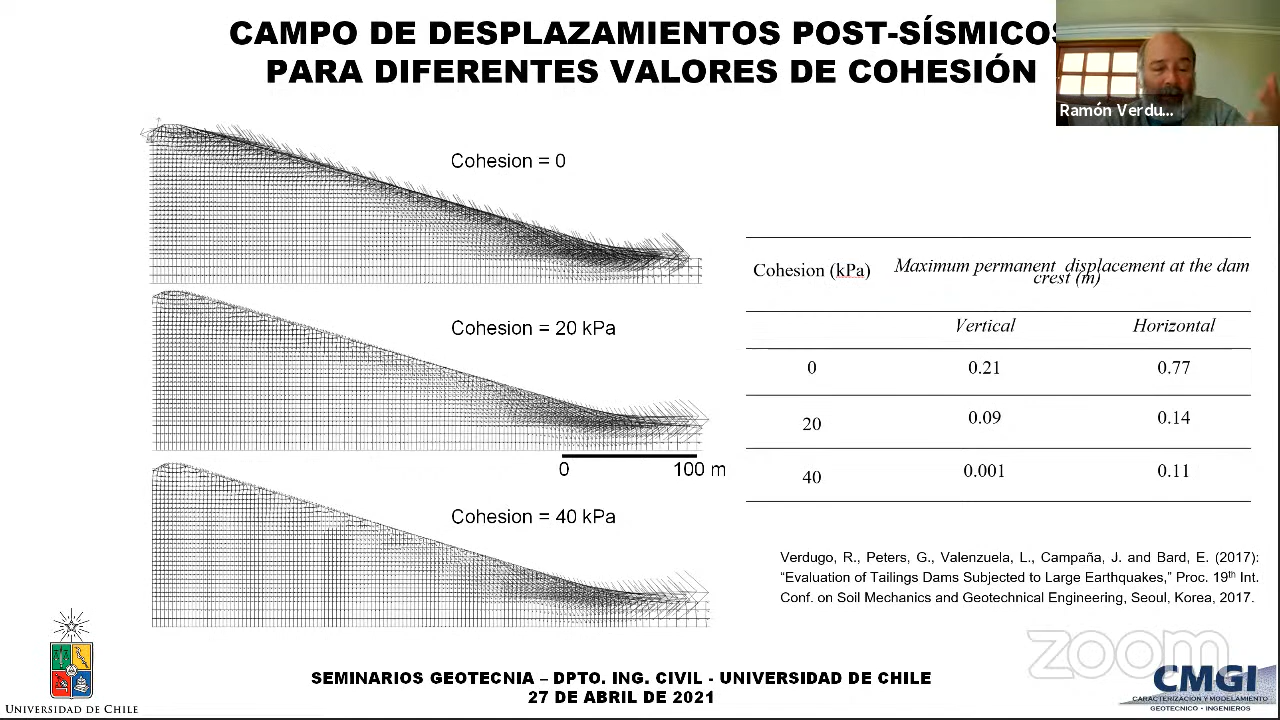 CAMPO DE DESPLAZAMIENTOS POST-SÍSMICOS
PARA DIFERENTES VALORES DE COHESIÓN
Ramón Verdu...
Cohesion = 0
Cohesion = 20 kPa
0 100 m
Cohesion = 40 kPa
Cohesion (kPa) Maximum permanent displacement at the dam
crest (m)
Vertical Horizontal
0 0.21 0.77
20 0.09 0.14
40 0.001 0.11
Verdugo, R., Peters, G., Valenzuela, L., Campaña, J. and Bard, E. (2017):
“Evaluation of Tailings Dams Subjected to Large Earthquakes,” Proc. 19th Int.
Conf. on Soil Mechanics and Geotechnical Engineering, Seoul, Korea, 2017.
zoom
UNIVERSIDAD DE CHILE
SEMINARIOS GEOTECNIA – DPTO. ING. CIVIL - UNIVERSIDAD DE CHILE
27 DE ABRIL DE 2021
CMGI
CARACTERIZACIÓN Y MODELAMIENTO
GEOTECNICO - INGENIEROS